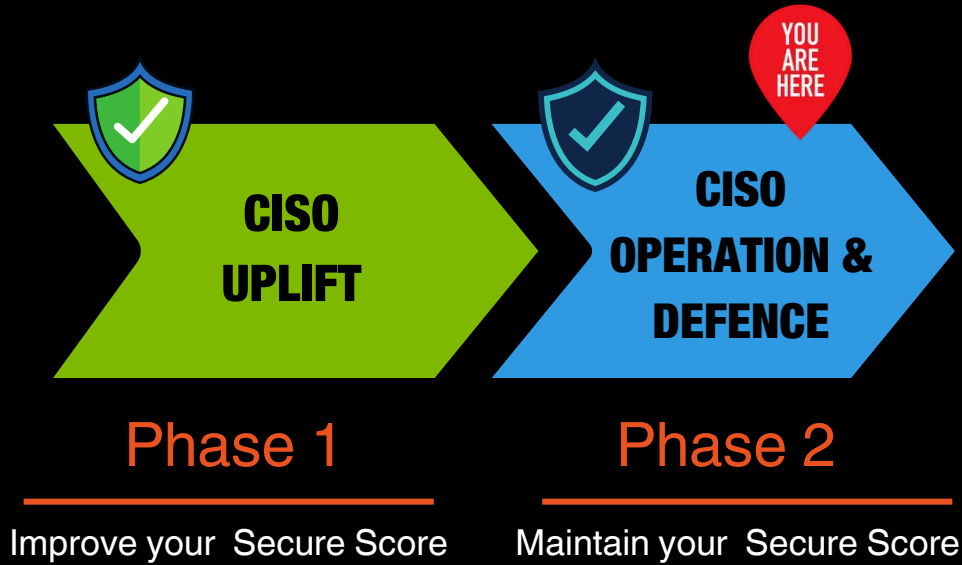 YOU
ARE
HERE
CISO
UPLIFT
CISO
OPERATION &
DEFENCE
Phase 1
Phase 2
Improve your Secure Score
Maintain your Secure Score